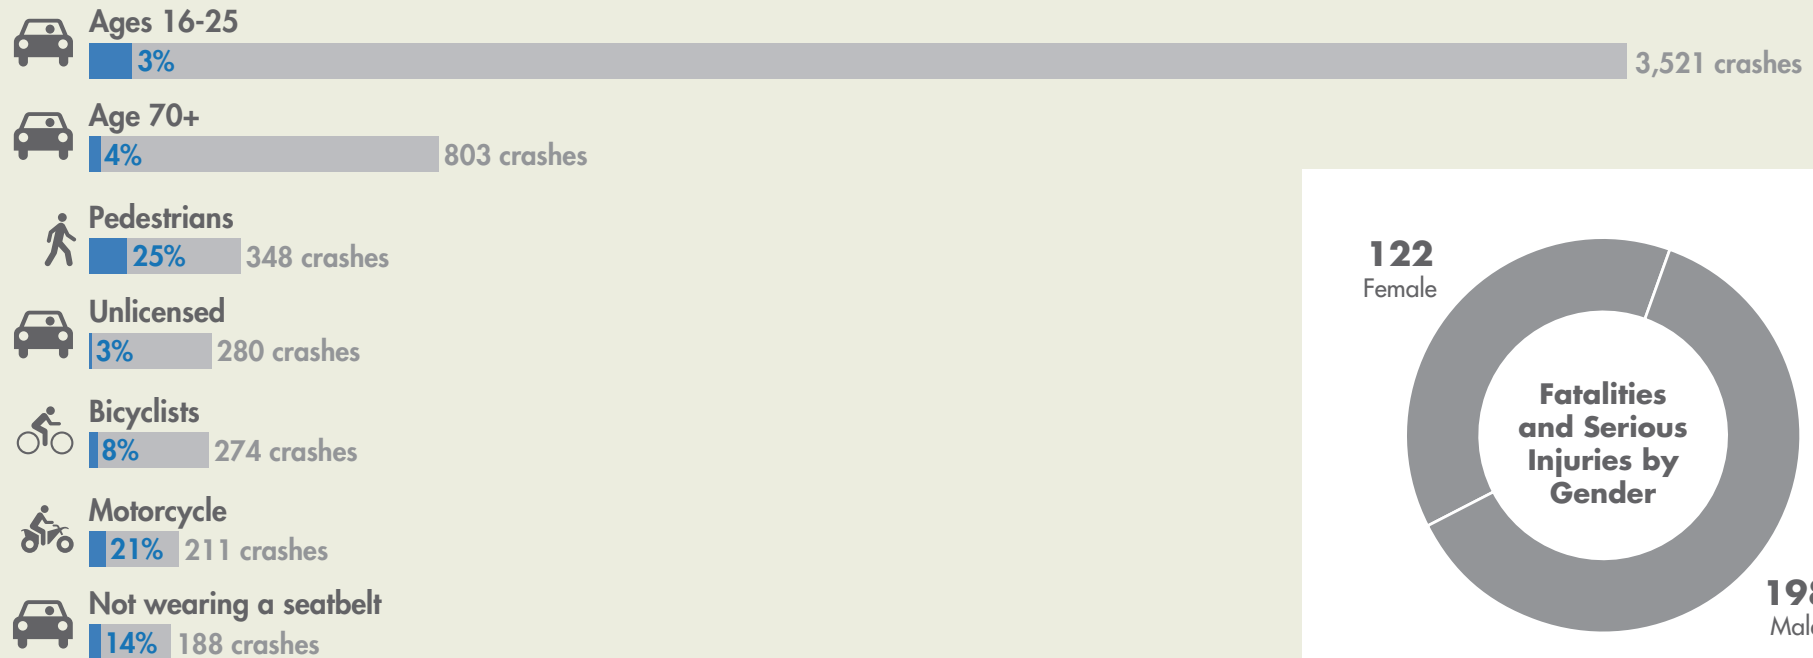 Ages 16-25
3%
3,521 crashes
Age 70+
4%
803 crashes
Pedestrians
25%
348 crashes
Unlicensed
3%
280 crashes
Bicyclists
8%
274 crashes
Motorcycle
21%
211 crashes
Not wearing a seatbelt
14%
188 crashes
122
Female
Fatalities
and Serious
Injuries by
Gender
198
Male